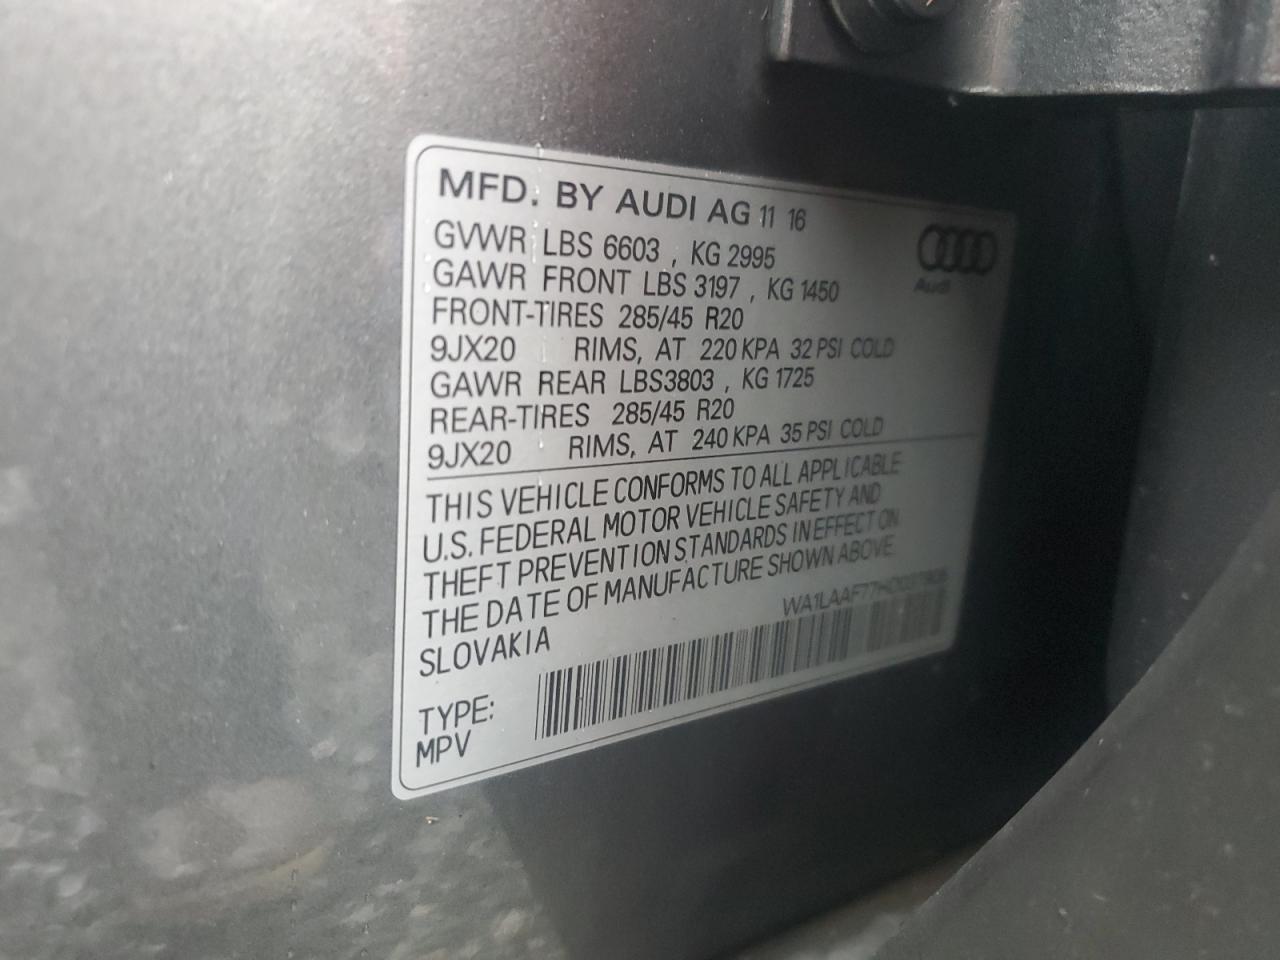 MFD. BY AUDI AG 11 16
GVWR LBS 6603 , KG 2995
GAWR FRONT LBS 3197 , KG 1450
FRONT-TIRES 285/45 R20
9JX20 RIMS, AT 220 KPA 32 PSI COLD
GAWR REAR LBS3803 , KG 1725
REAR-TIRES 285/45 R20
9JX20 RIMS, AT 240 KPA 35 PSI COLD
THIS VEHICLE CONFORMS TO ALL APPLICABLE
U.S. FEDERAL MOTOR VEHICLE SAFETY AND
THEFT PREVENTION STANDARDS IN EFFECT ON
THE DATE OF MANUFACTURE SHOWN ABOVE.
SLOVAKIA
TYPE:
MPV
Audi